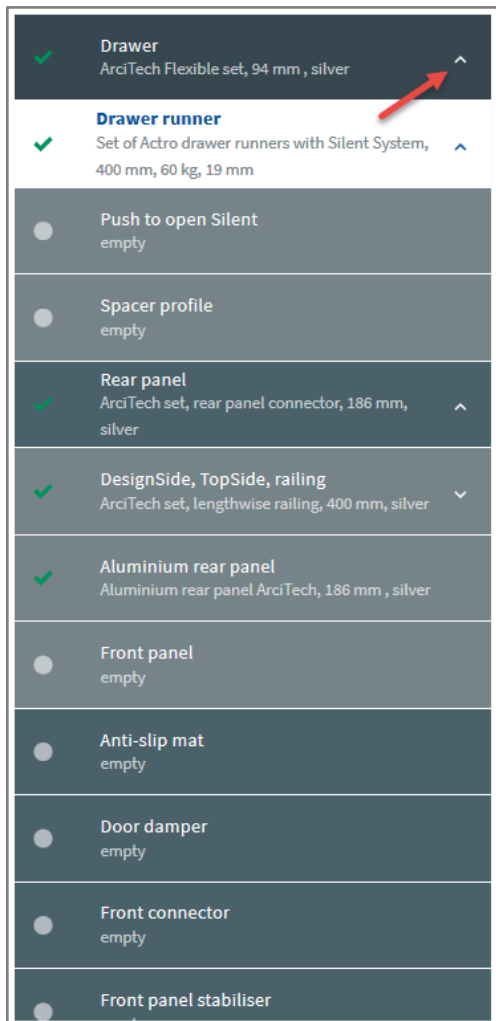 Drawer
ArciTech Flexible set, 94 mm , silver
Drawer runner
Set of Actro drawer runners with Silent System,
400 mm, 60 kg, 19 mm
Push to open Silent
empty
Spacer profile
empty
Rear panel
ArciTech set, rear panel connector, 186 mm,
silver
DesignSide, TopSide, railing
ArciTech set, lengthwise railing, 400 mm, silver
Aluminium rear panel
Aluminium rear panel ArciTech, 186 mm , silver
Front panel
empty
Anti-slip mat
empty
Door damper
empty
Front connector
empty
Front panel stabiliser